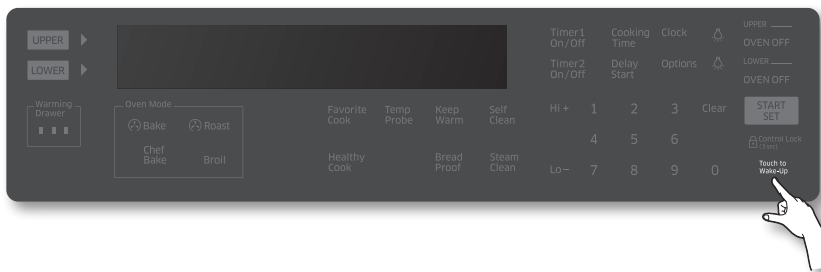 UPPER
LOWER
Warming
Drawer
Oven Mode
Bake
Roast
Chef
Bake
Broil
Favorite
Cook
Temp
Probe
Keep
Warm
Self
Clean
Healthy
Cook
Bread
Proof
Steam
Clean
Timer1
On/Off
Cooking
Time
Clock
Timer2
On/Off
Delay
Start
Options
Hi + 1 2 3 Clear
4 5 6
Lo − 7 8 9 0
UPPER
OVEN OFF
LOWER
OVEN OFF
START
SET
Control Lock
(3 sec)
Touch to
Wake-Up